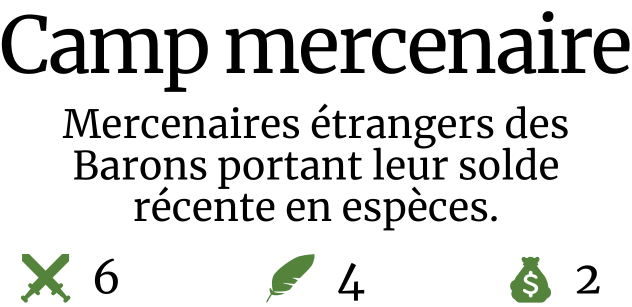 Camp mercenaire
Mercenaires étrangers des
Barons portant leur solde
récente en espèces.
6 4 $ 2